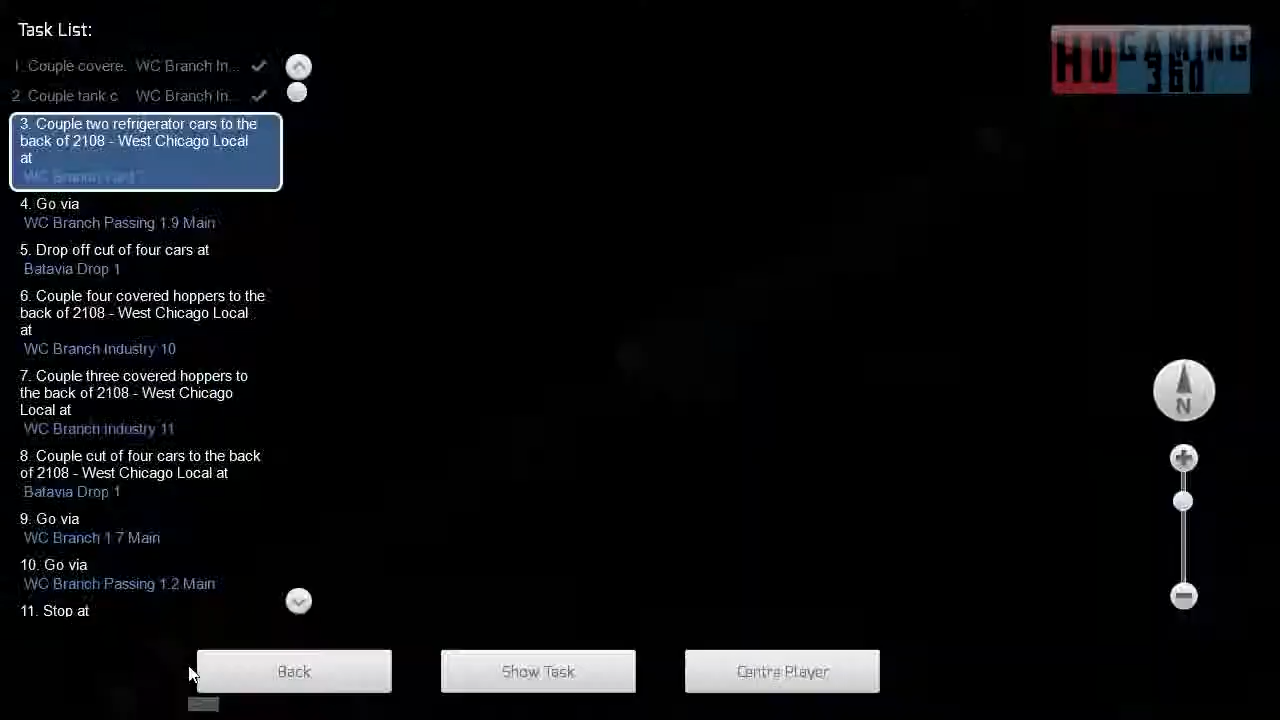 Task List:
1. Couple covere. WC Branch In...
2. Couple tank c WC Branch In...
3. Couple two refrigerator cars to the
back of 2108 - West Chicago Local
at
WC Branch Yard
4. Go via
WC Branch Passing 1.9 Main
5. Drop off cut of four cars at
Batavia Drop 1
6. Couple four covered hoppers to the
back of 2108 - West Chicago Local
at
WC Branch Industry 10
7. Couple three covered hoppers to
the back of 2108 - West Chicago
Local at
WC Branch Industry 11
8. Couple cut of four cars to the back
of 2108 - West Chicago Local at
Batavia Drop 1
9. Go via
WC Branch 1.7 Main
10. Go via
WC Branch Passing 1.2 Main
11. Stop at
Back
Show Task
Centre Player
N
HD GAMING
360